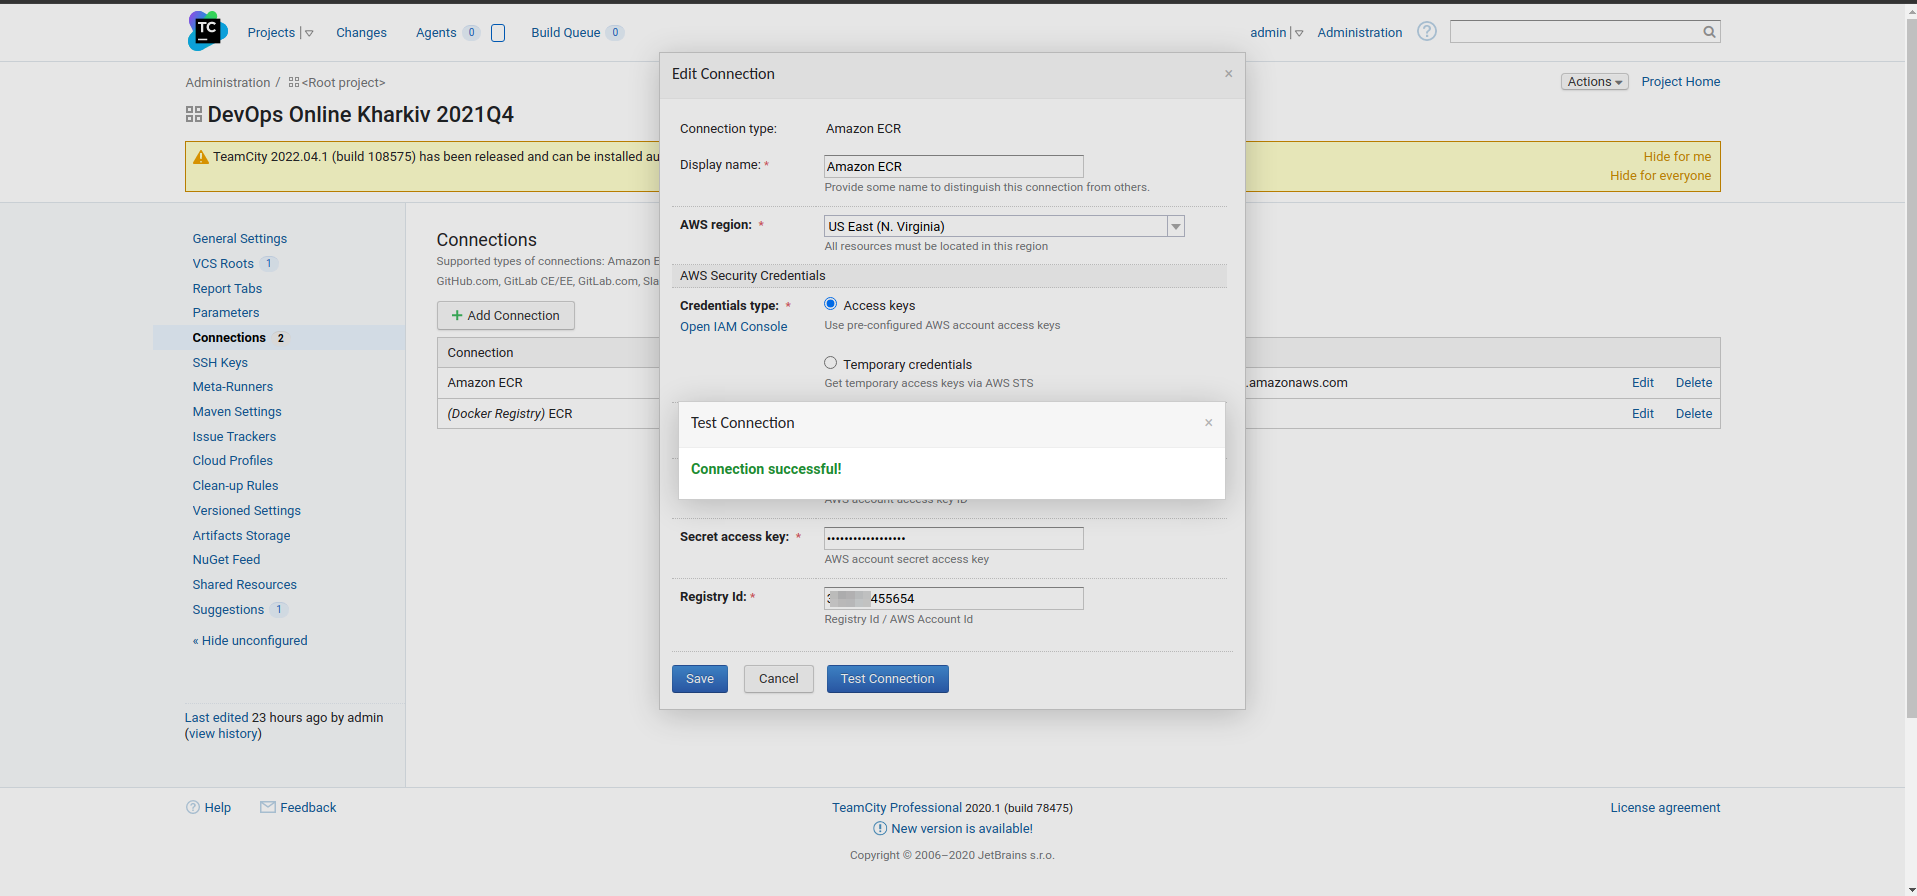 TC
Projects
Changes
Agents 0
Build Queue 0
admin
Administration
?
Administration / <Root project>
Actions
Project Home
DevOps Online Kharkiv 2021Q4
TeamCity 2022.04.1 (build 108575) has been released and can be installed au
Hide for me
Hide for everyone
General Settings
VCS Roots 1
Report Tabs
Parameters
Connections 2
SSH Keys
Meta-Runners
Maven Settings
Issue Trackers
Cloud Profiles
Clean-up Rules
Versioned Settings
Artifacts Storage
NuGet Feed
Shared Resources
Suggestions 1
« Hide unconfigured
Last edited 23 hours ago by admin
(view history)
Connections
Supported types of connections: Amazon E
GitHub.com, GitLab CE/EE, GitLab.com, Sla
+ Add Connection
Connection
Amazon ECR
.amazonaws.com
Edit
Delete
(Docker Registry) ECR
Edit
Delete
Edit Connection
×
Connection type: Amazon ECR
Display name: * Amazon ECR
Provide some name to distinguish this connection from others.
AWS region: * US East (N. Virginia)
All resources must be located in this region
AWS Security Credentials
Credentials type: * Access keys
Open IAM Console
Use pre-configured AWS account access keys
Temporary credentials
Get temporary access keys via AWS STS
Test Connection
×
Connection successful!
AWS account access key ID
Secret access key: * ••••••••••••••••••
AWS account secret access key
Registry Id: * 455654
Registry Id / AWS Account Id
Save
Cancel
Test Connection
? Help
Feedback
TeamCity Professional 2020.1 (build 78475)
New version is available!
Copyright © 2006–2020 JetBrains s.r.o.
License agreement